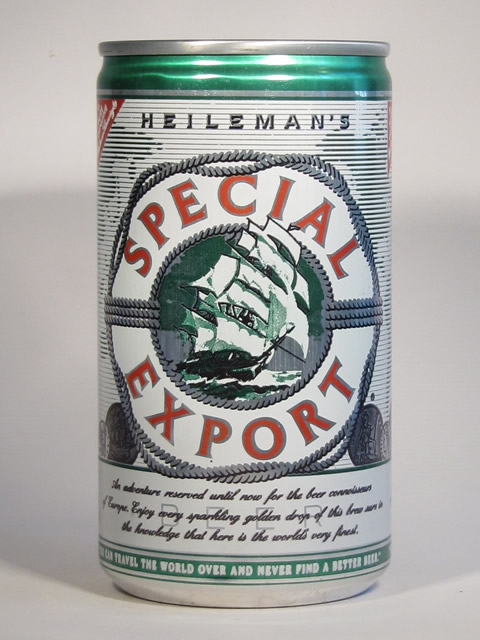 HEILEMAN'S
SPECIAL
EXPORT
An adventure reserved until now for the beer connoisseurs
of Europe. Enjoy every sparkling golden drop of this brew sure in
the knowledge that here is the world's very finest.
BEER
CAN TRAVEL THE WORLD OVER AND NEVER FIND A BETTER BEER."